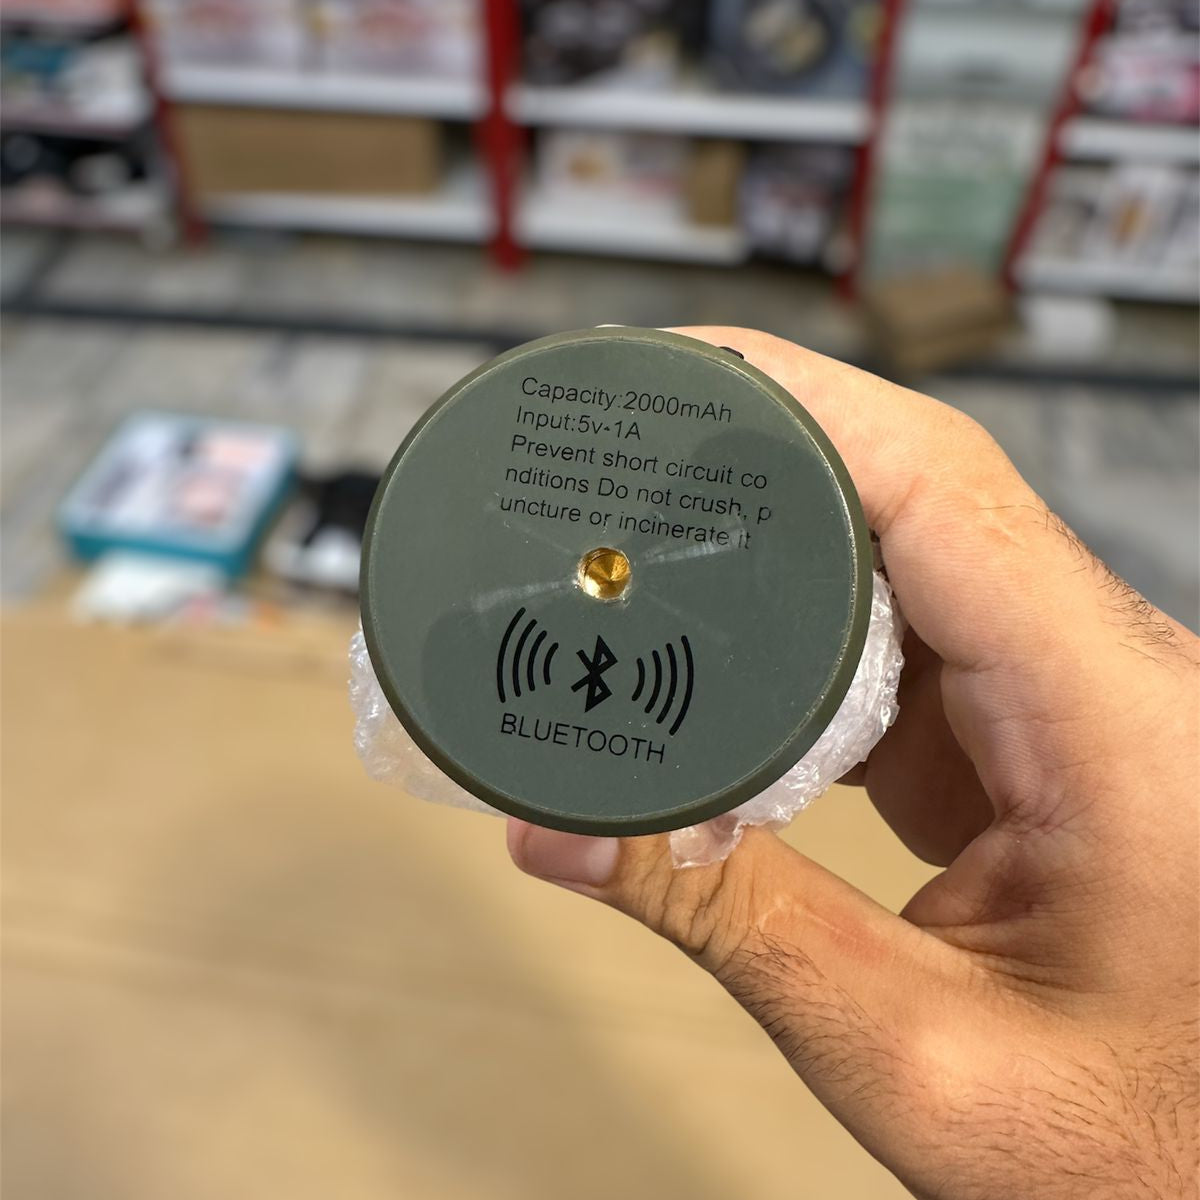 Capacity:2000mAh
Input:5v-1A
Prevent short circuit co
nditions Do not crush, p
uncture or incinerate it
BLUETOOTH